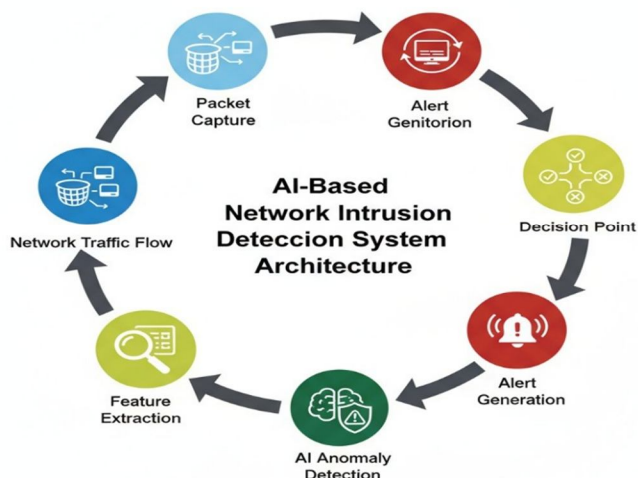 Packet
Capture
Alert
Genitorion
Decision Point
Alert
Generation
AI Anomaly
Detection
Feature
Extraction
Network Traffic Flow
AI-Based
Network Intrusion
Deteccion System
Architecture